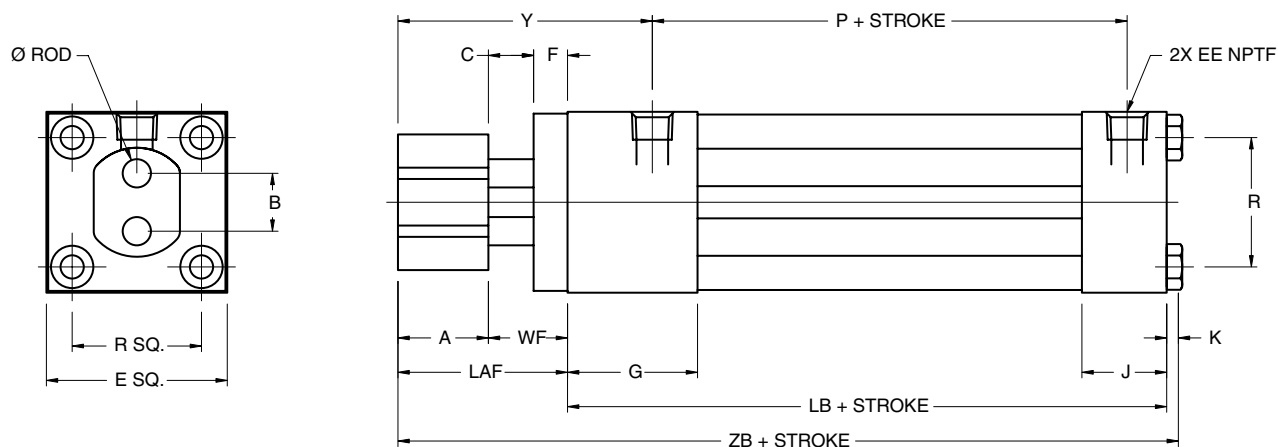 Y
P + STROKE
Ø ROD
C
F
2X EE NPTF
B
R
R SQ.
A
WF
K
E SQ.
LAF
G
J
LB + STROKE
ZB + STROKE